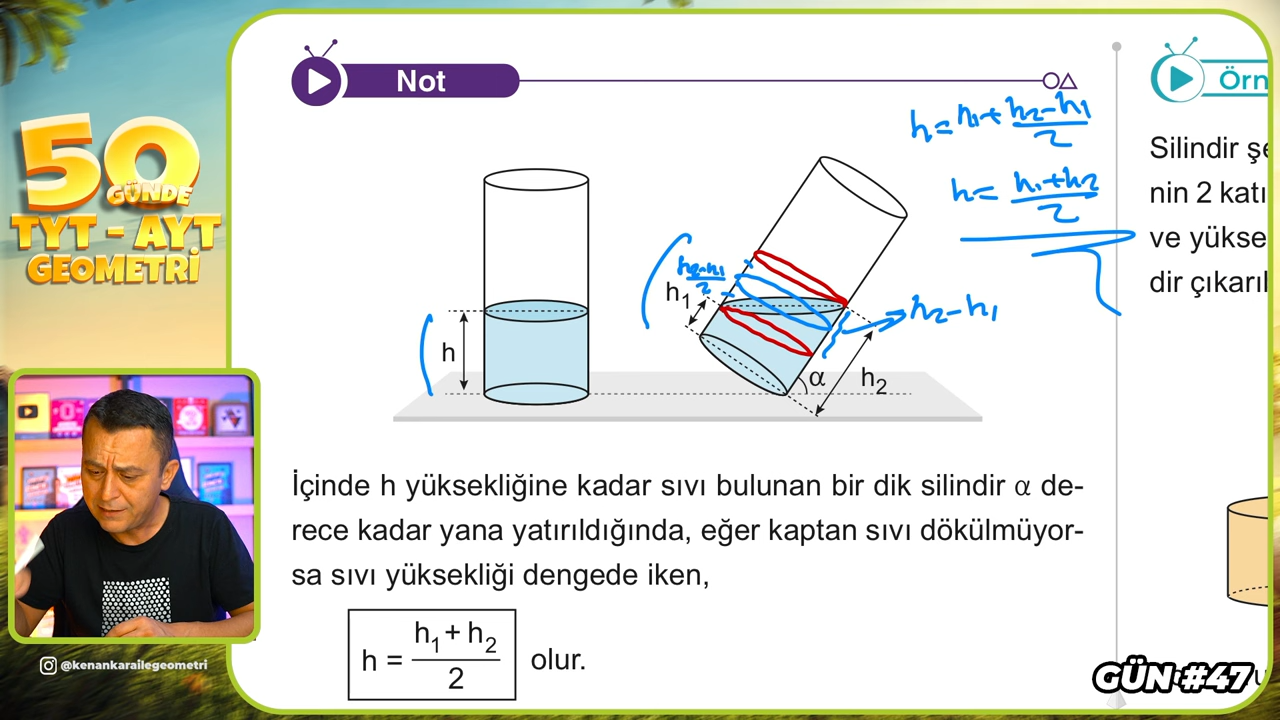 50
GÜNDE
TYT - AYT
GEOMETRİ
Not
h = h1 + h2-h1 / 2
h = h1+h2 / 2
h2-h1 / 2
h1
h2-h1
h
α
h2
İçinde h yüksekliğine kadar sıvı bulunan bir dik silindir α de-
rece kadar yana yatırıldığında, eğer kaptan sıvı dökülmüyor-
sa sıvı yüksekliği dengede iken,
h = h1 + h2 / 2 olur.
Örn
Silindir şe
nin 2 katı
ve yükse
dir çıkarıl
@kenankarailegeometri
GÜN #47